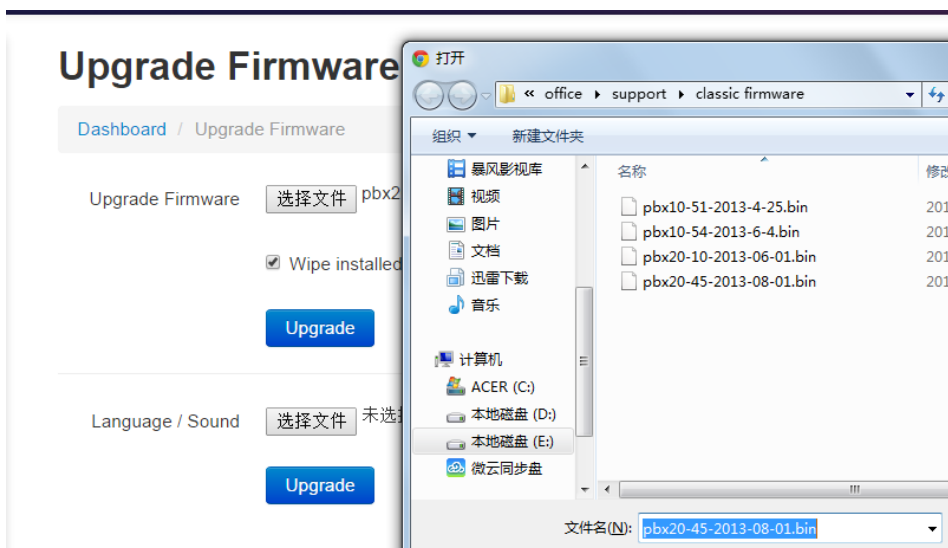 Upgrade Firmware
Dashboard / Upgrade Firmware
Upgrade Firmware 选择文件 pbx2
Wipe installed
Upgrade
Language / Sound 选择文件 未选
Upgrade
打开
« office support classic firmware
组织 新建文件夹
暴风影视库
视频
图片
文档
迅雷下载
音乐
计算机
ACER (C:)
本地磁盘 (D:)
本地磁盘 (E:)
微云同步盘
名称 修改
pbx10-51-2013-4-25.bin 201
pbx10-54-2013-6-4.bin 201
pbx20-10-2013-06-01.bin 201
pbx20-45-2013-08-01.bin 201
文件名(N): pbx20-45-2013-08-01.bin